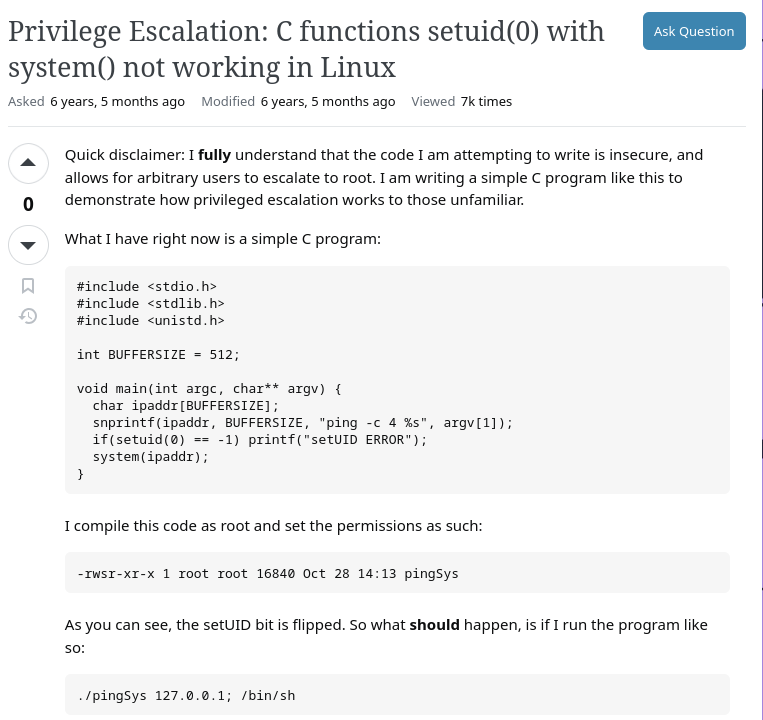 Privilege Escalation: C functions setuid(0) with
system() not working in Linux
Ask Question
Asked 6 years, 5 months ago Modified 6 years, 5 months ago Viewed 7k times
Quick disclaimer: I fully understand that the code I am attempting to write is insecure, and
allows for arbitrary users to escalate to root. I am writing a simple C program like this to
demonstrate how privileged escalation works to those unfamiliar.
0
What I have right now is a simple C program:
#include <stdio.h>
#include <stdlib.h>
#include <unistd.h>
int BUFFERSIZE = 512;
void main(int argc, char** argv) {
  char ipaddr[BUFFERSIZE];
  snprintf(ipaddr, BUFFERSIZE, "ping -c 4 %s", argv[1]);
  if(setuid(0) == -1) printf("setUID ERROR");
  system(ipaddr);
}
I compile this code as root and set the permissions as such:
-rwsr-xr-x 1 root root 16840 Oct 28 14:13 pingSys
As you can see, the setUID bit is flipped. So what should happen, is if I run the program like
so:
./pingSys 127.0.0.1; /bin/sh